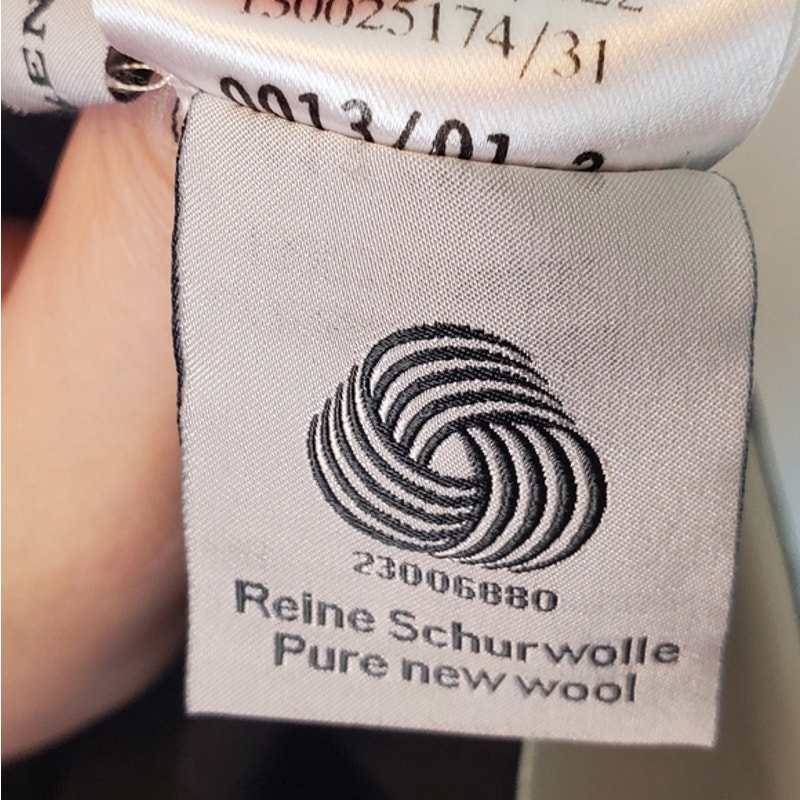 130025174/31
23006880
Reine Schurwolle
Pure new wool